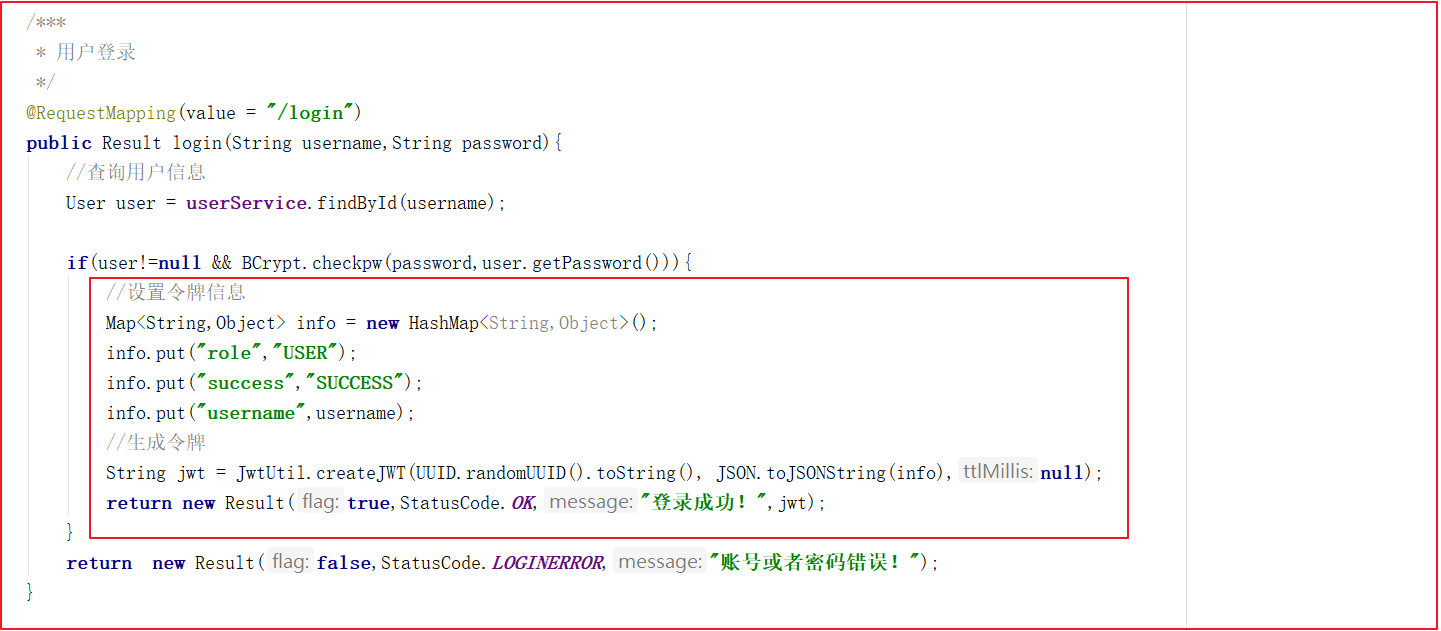 /***
 * 用户登录
 */
@RequestMapping(value = "/login")
public Result login(String username,String password){
    //查询用户信息
    User user = userService.findById(username);
    if(user!=null && BCrypt.checkpw(password,user.getPassword())){
        //设置令牌信息
        Map<String,Object> info = new HashMap<String,Object>();
        info.put("role","USER");
        info.put("success","SUCCESS");
        info.put("username",username);
        //生成令牌
        String jwt = JwtUtil.createJWT(UUID.randomUUID().toString(), JSON.toJSONString(info), ttlMillis: null);
        return new Result( flag: true,StatusCode.OK, message: "登录成功！",jwt);
    }
    return  new Result( flag: false,StatusCode.LOGINERROR, message: "账号或者密码错误！");
}